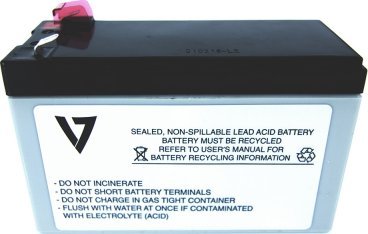 V7
SEALED, NON-SPILLABLE LEAD ACID BATTERY
BATTERY MUST BE RECYCLED
REFER TO USER'S MANUAL FOR
BATTERY RECYCLING INFORMATION
- DO NOT INCINERATE
- DO NOT SHORT BATTERY TERMINALS
- DO NOT CHARGE IN GAS TIGHT CONTAINER
- FLUSH WITH WATER AT ONCE IF CONTAMINATED
WITH ELECTROLYTE (ACID)